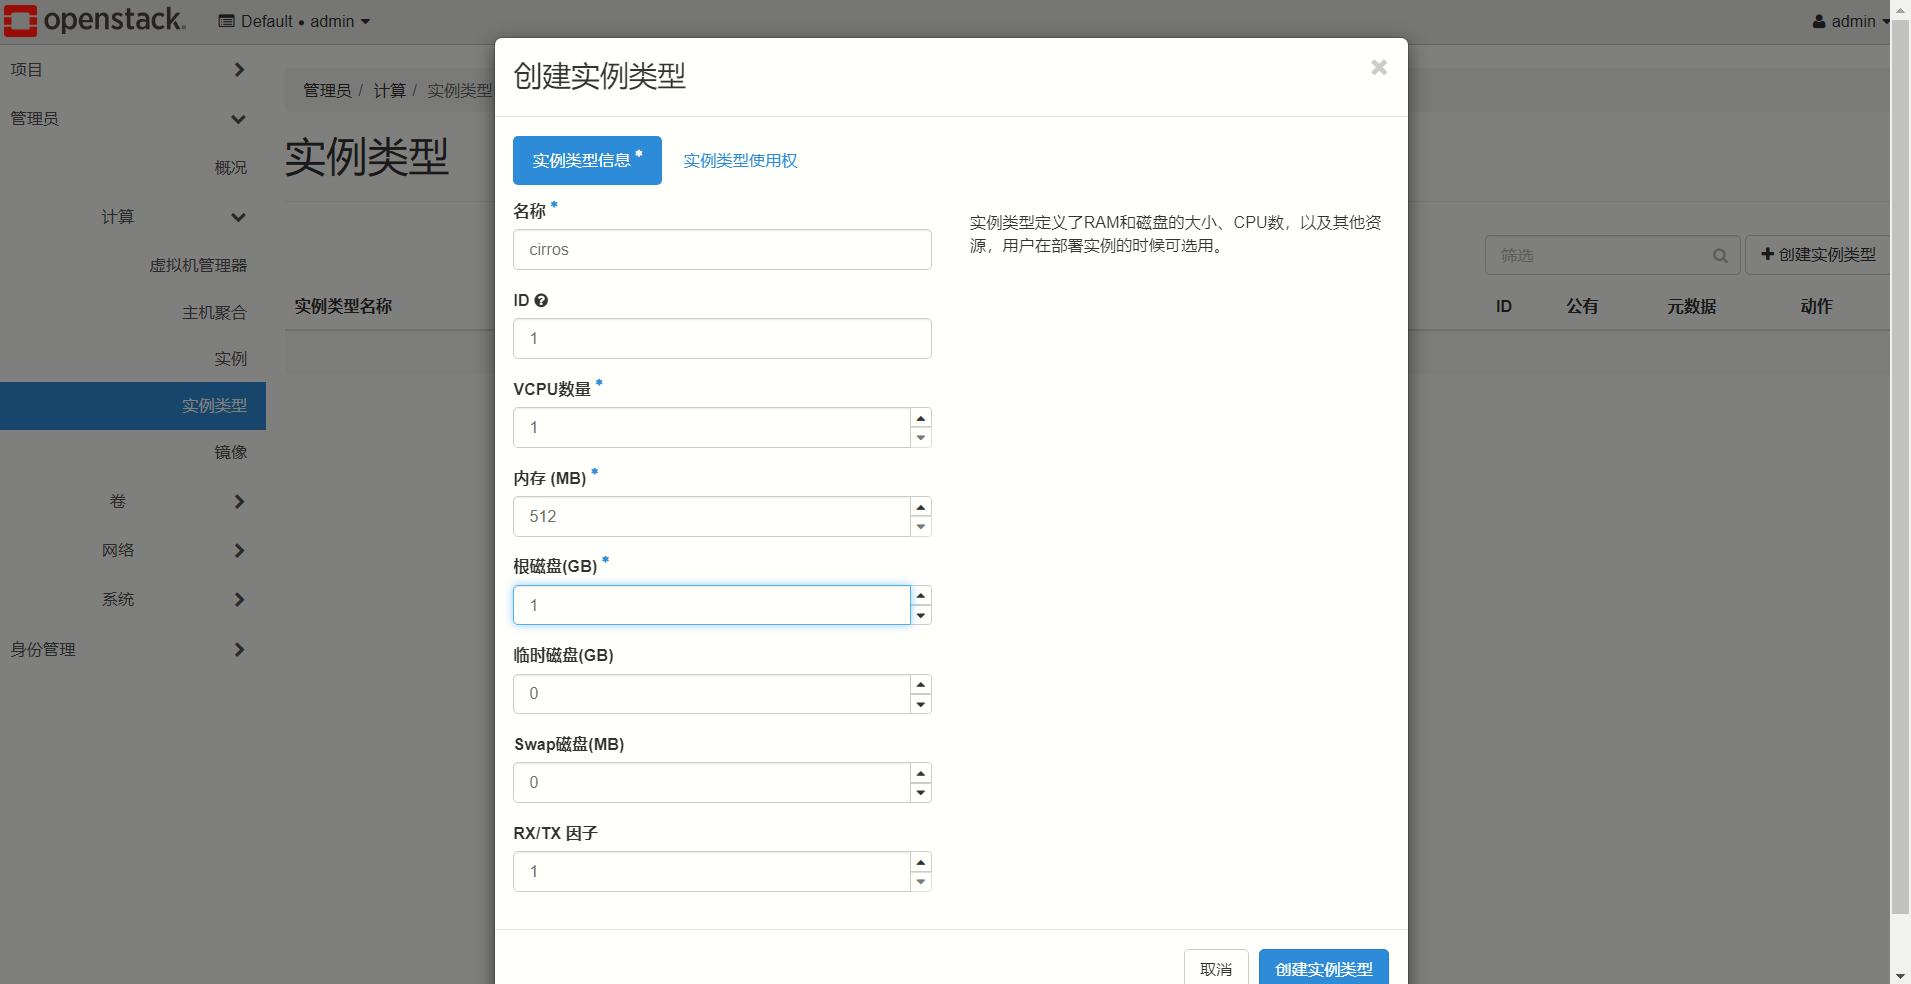 openstack.
Default • admin
admin
项目
管理员
概况
计算
虚拟机管理器
主机聚合
实例
实例类型
镜像
卷
网络
系统
身份管理
管理员 / 计算 / 实例类型
实例类型
筛选
创建实例类型
实例类型名称
ID 公有 元数据 动作
创建实例类型
×
实例类型信息 * 实例类型使用权
名称 *
cirros
ID
1
VCPU数量 *
1
内存 (MB) *
512
根磁盘(GB) *
1
临时磁盘(GB)
0
Swap磁盘(MB)
0
RX/TX 因子
1
实例类型定义了RAM和磁盘的大小、CPU数，以及其他资
源，用户在部署实例的时候可选用。
取消 创建实例类型